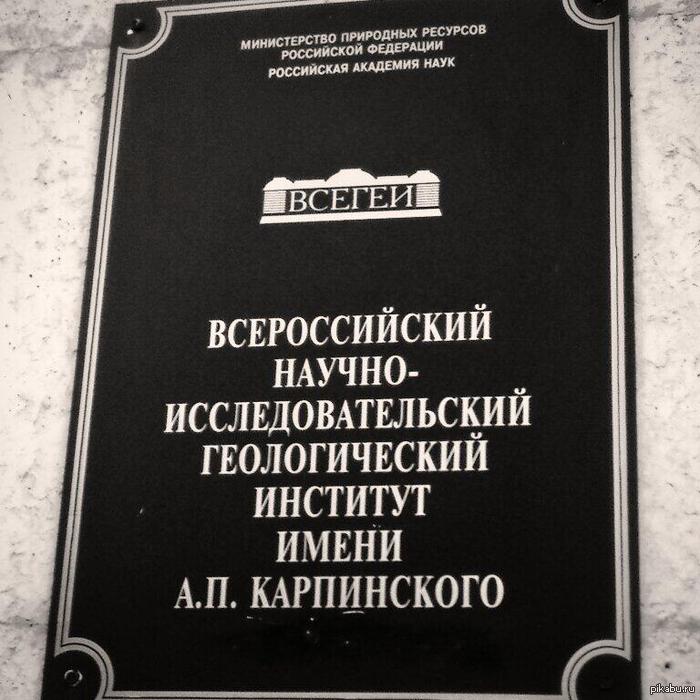 МИНИСТЕРСТВО ПРИРОДНЫХ РЕСУРСОВ
РОССИЙСКОЙ ФЕДЕРАЦИИ
РОССИЙСКАЯ АКАДЕМИЯ НАУК
ВСЕГЕИ
ВСЕРОССИЙСКИЙ
НАУЧНО-
ИССЛЕДОВАТЕЛЬСКИЙ
ГЕОЛОГИЧЕСКИЙ
ИНСТИТУТ
ИМЕНИ
А.П. КАРПИНСКОГО
pikabu.ru